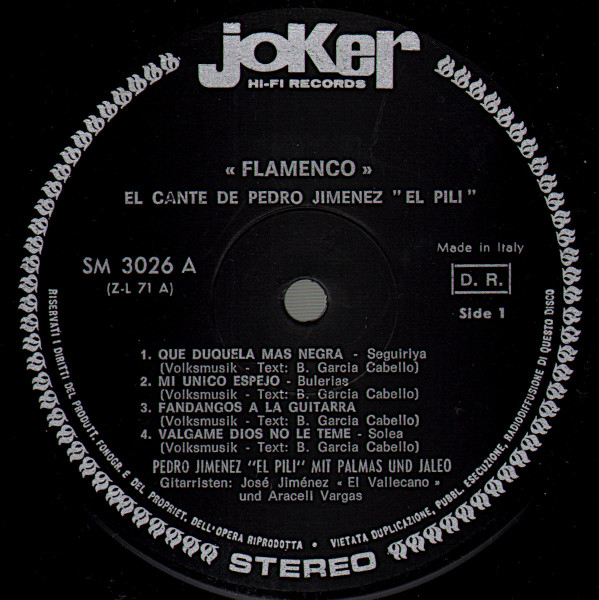 joKer
HI-FI RECORDS
« FLAMENCO »
EL CANTE DE PEDRO JIMENEZ "EL PILI"
SM 3026 A
(Z-L 71 A)
Made in Italy
D. R.
Side 1
1. QUE DUQUELA MAS NEGRA - Seguiriya
(Volksmusik - Text: B. Garcia Cabello)
2. MI UNICO ESPEJO - Bulerias
(Volksmusik - Text: B. Garcia Cabello)
3. FANDANGOS A LA GUITARRA
(Volksmusik - Text: B. Garcia Cabello)
4. VALGAME DIOS NO LE TEME - Solea
(Volksmusik - Text: B. Garcia Cabello)
PEDRO JIMENEZ "EL PILI" MIT PALMAS UND JALEO
Gitarristen: José Jiménez « El Vallecano »
und Araceli Vargas
RISERVATI I DIRITTI DEL PRODUTT. FONOGR. E DEL PROPRIET. DELL'OPERA RIPRODOTTA • VIETATA DUPLICAZIONE, PUBBL. ESECUZIONE, RADIODIFFUSIONE DI QUESTO DISCO
STEREO